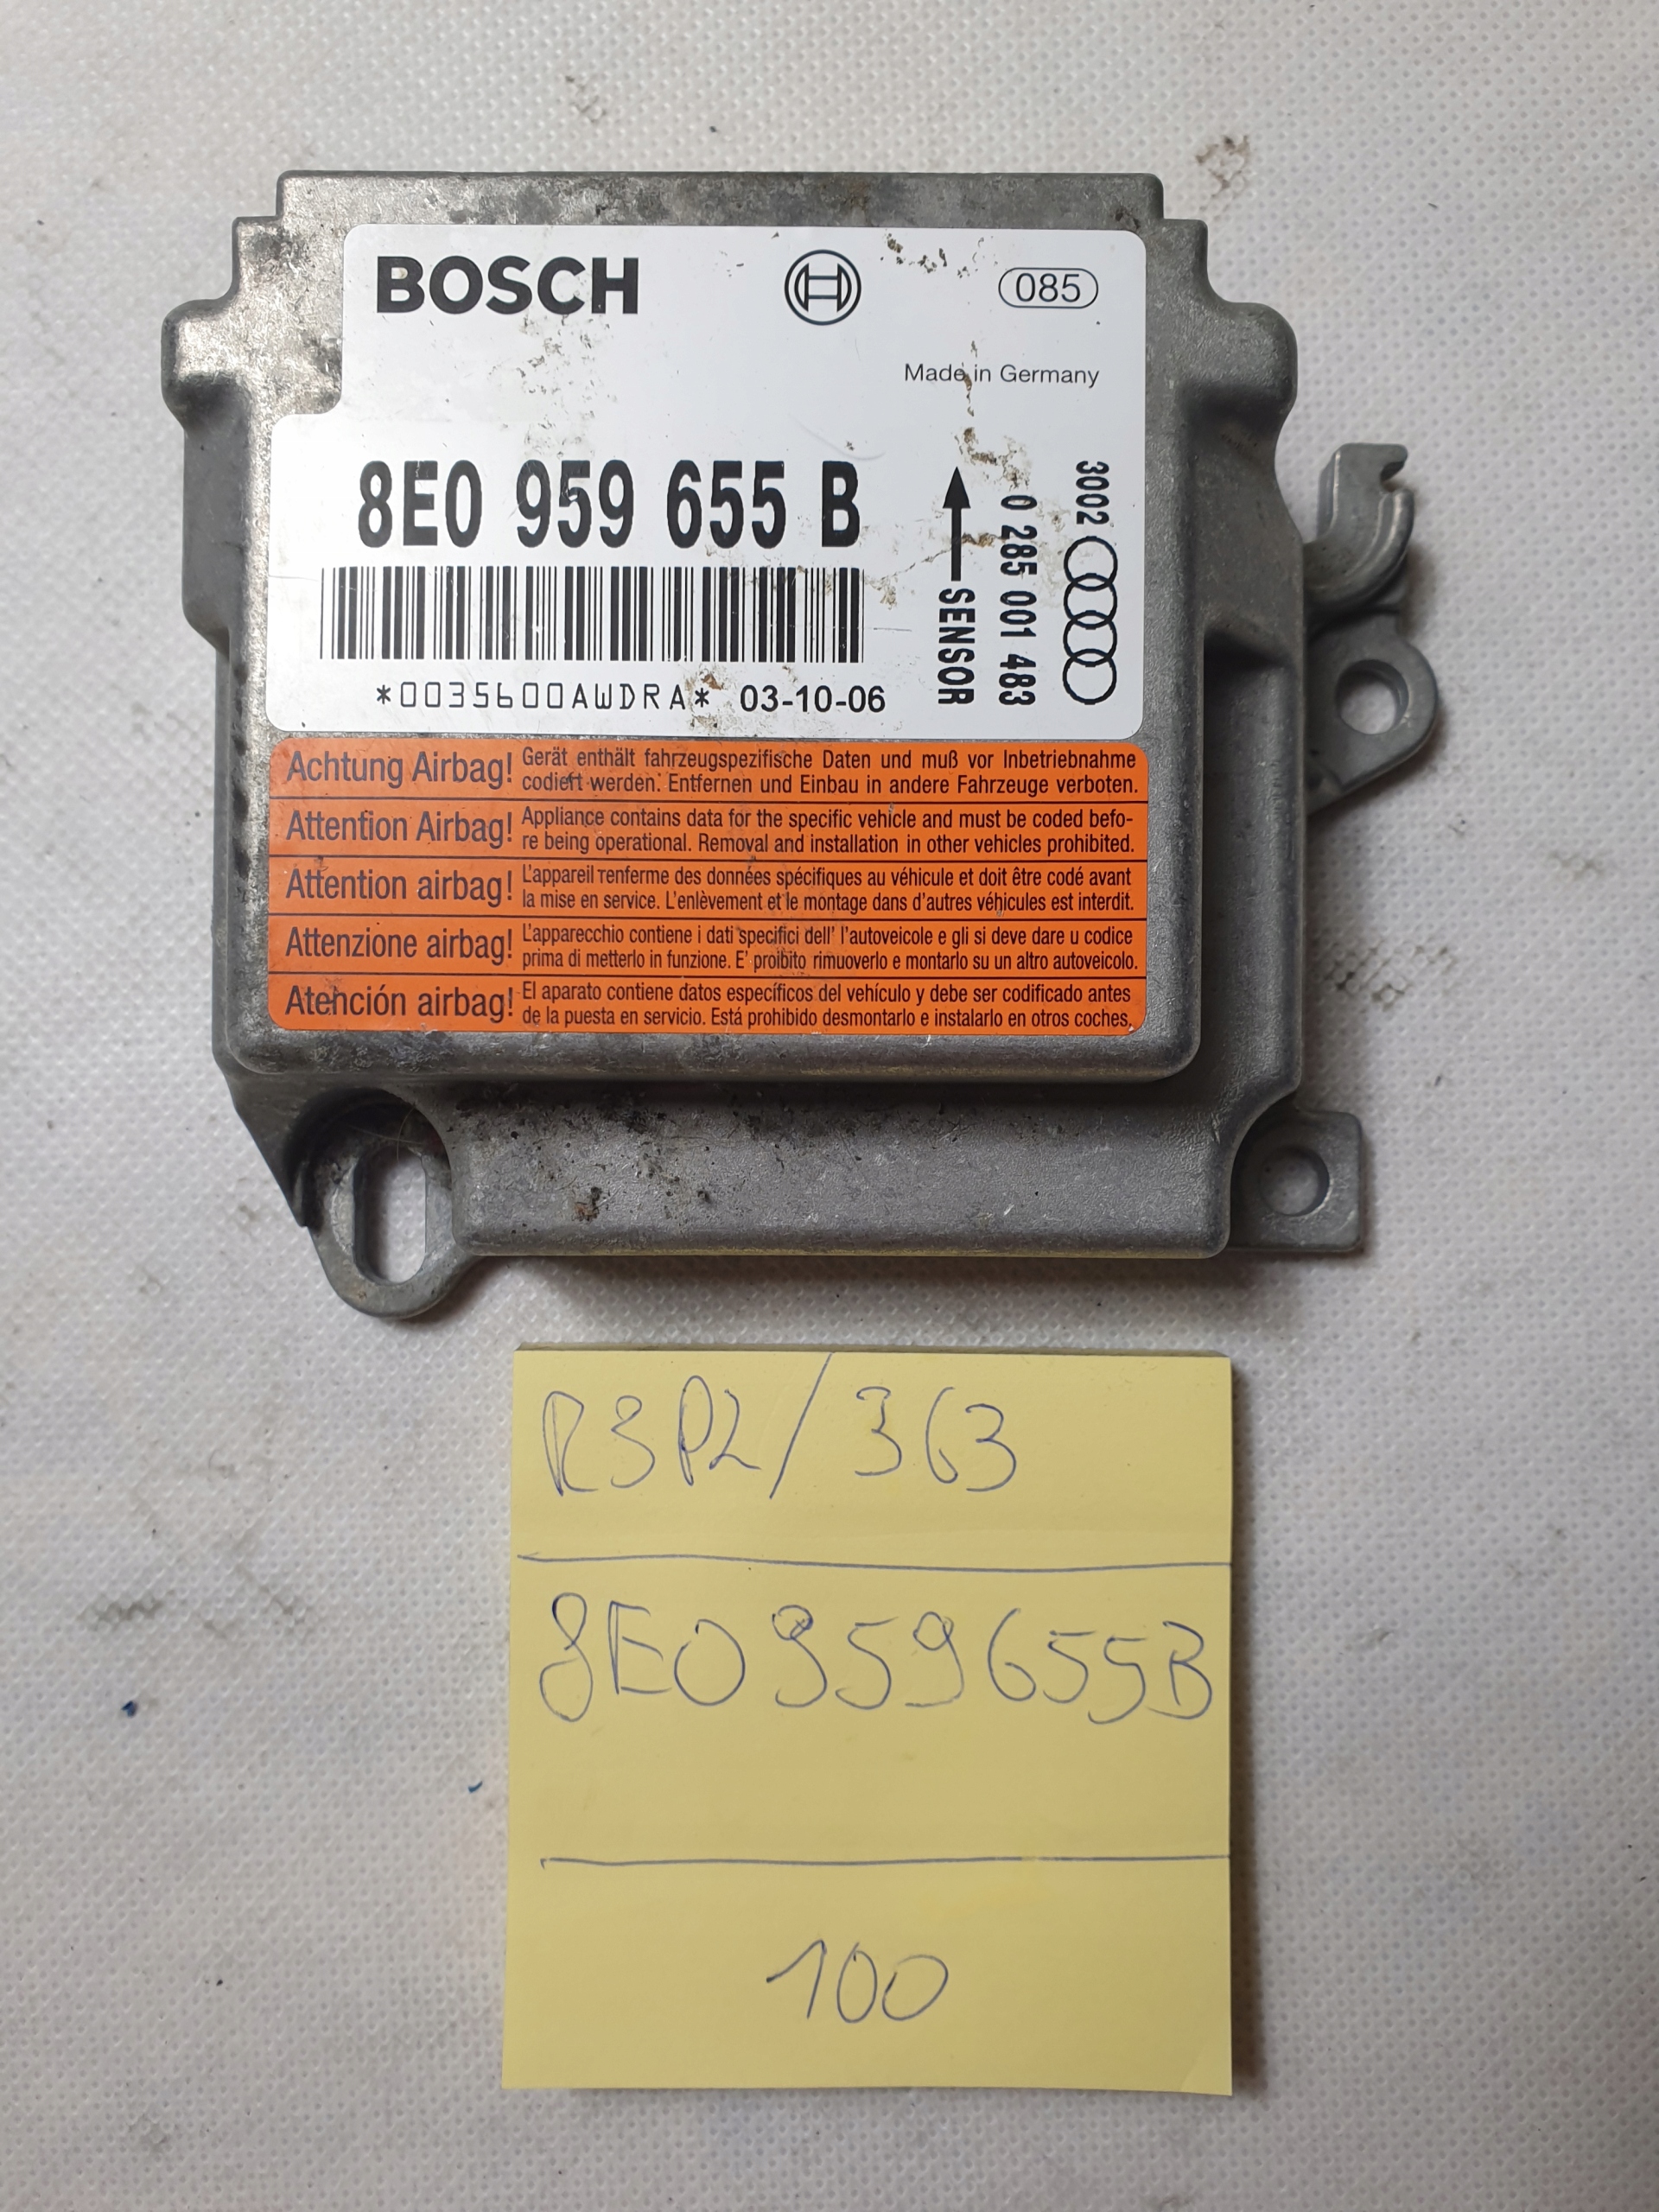 BOSCH
085
Made in Germany
8E0 959 655 B
3002
0 285 001 483
SENSOR
*0035600AWDRA* 03-10-06
Achtung Airbag! Gerät enthält fahrzeugspezifische Daten und muß vor Inbetriebnahme
codiert werden. Entfernen und Einbau in andere Fahrzeuge verboten.
Attention Airbag! Appliance contains data for the specific vehicle and must be coded befo-
re being operational. Removal and installation in other vehicles prohibited.
Attention airbag! L'appareil renferme des données spécifiques au véhicule et doit être codé avant
la mise en service. L'enlèvement et le montage dans d'autres véhicules est interdit.
Attenzione airbag! L'apparecchio contiene i dati specifici dell' l'autoveicole e gli si deve dare u codice
prima di metterlo in funzione. E' proibito rimuoverlo e montarlo su un altro autoveicolo.
Atención airbag! El aparato contiene datos específicos del vehículo y debe ser codificado antes
de la puesta en servicio. Está prohibido desmontarlo e instalarlo en otros coches.
R3P2/363
8E0959655B
100